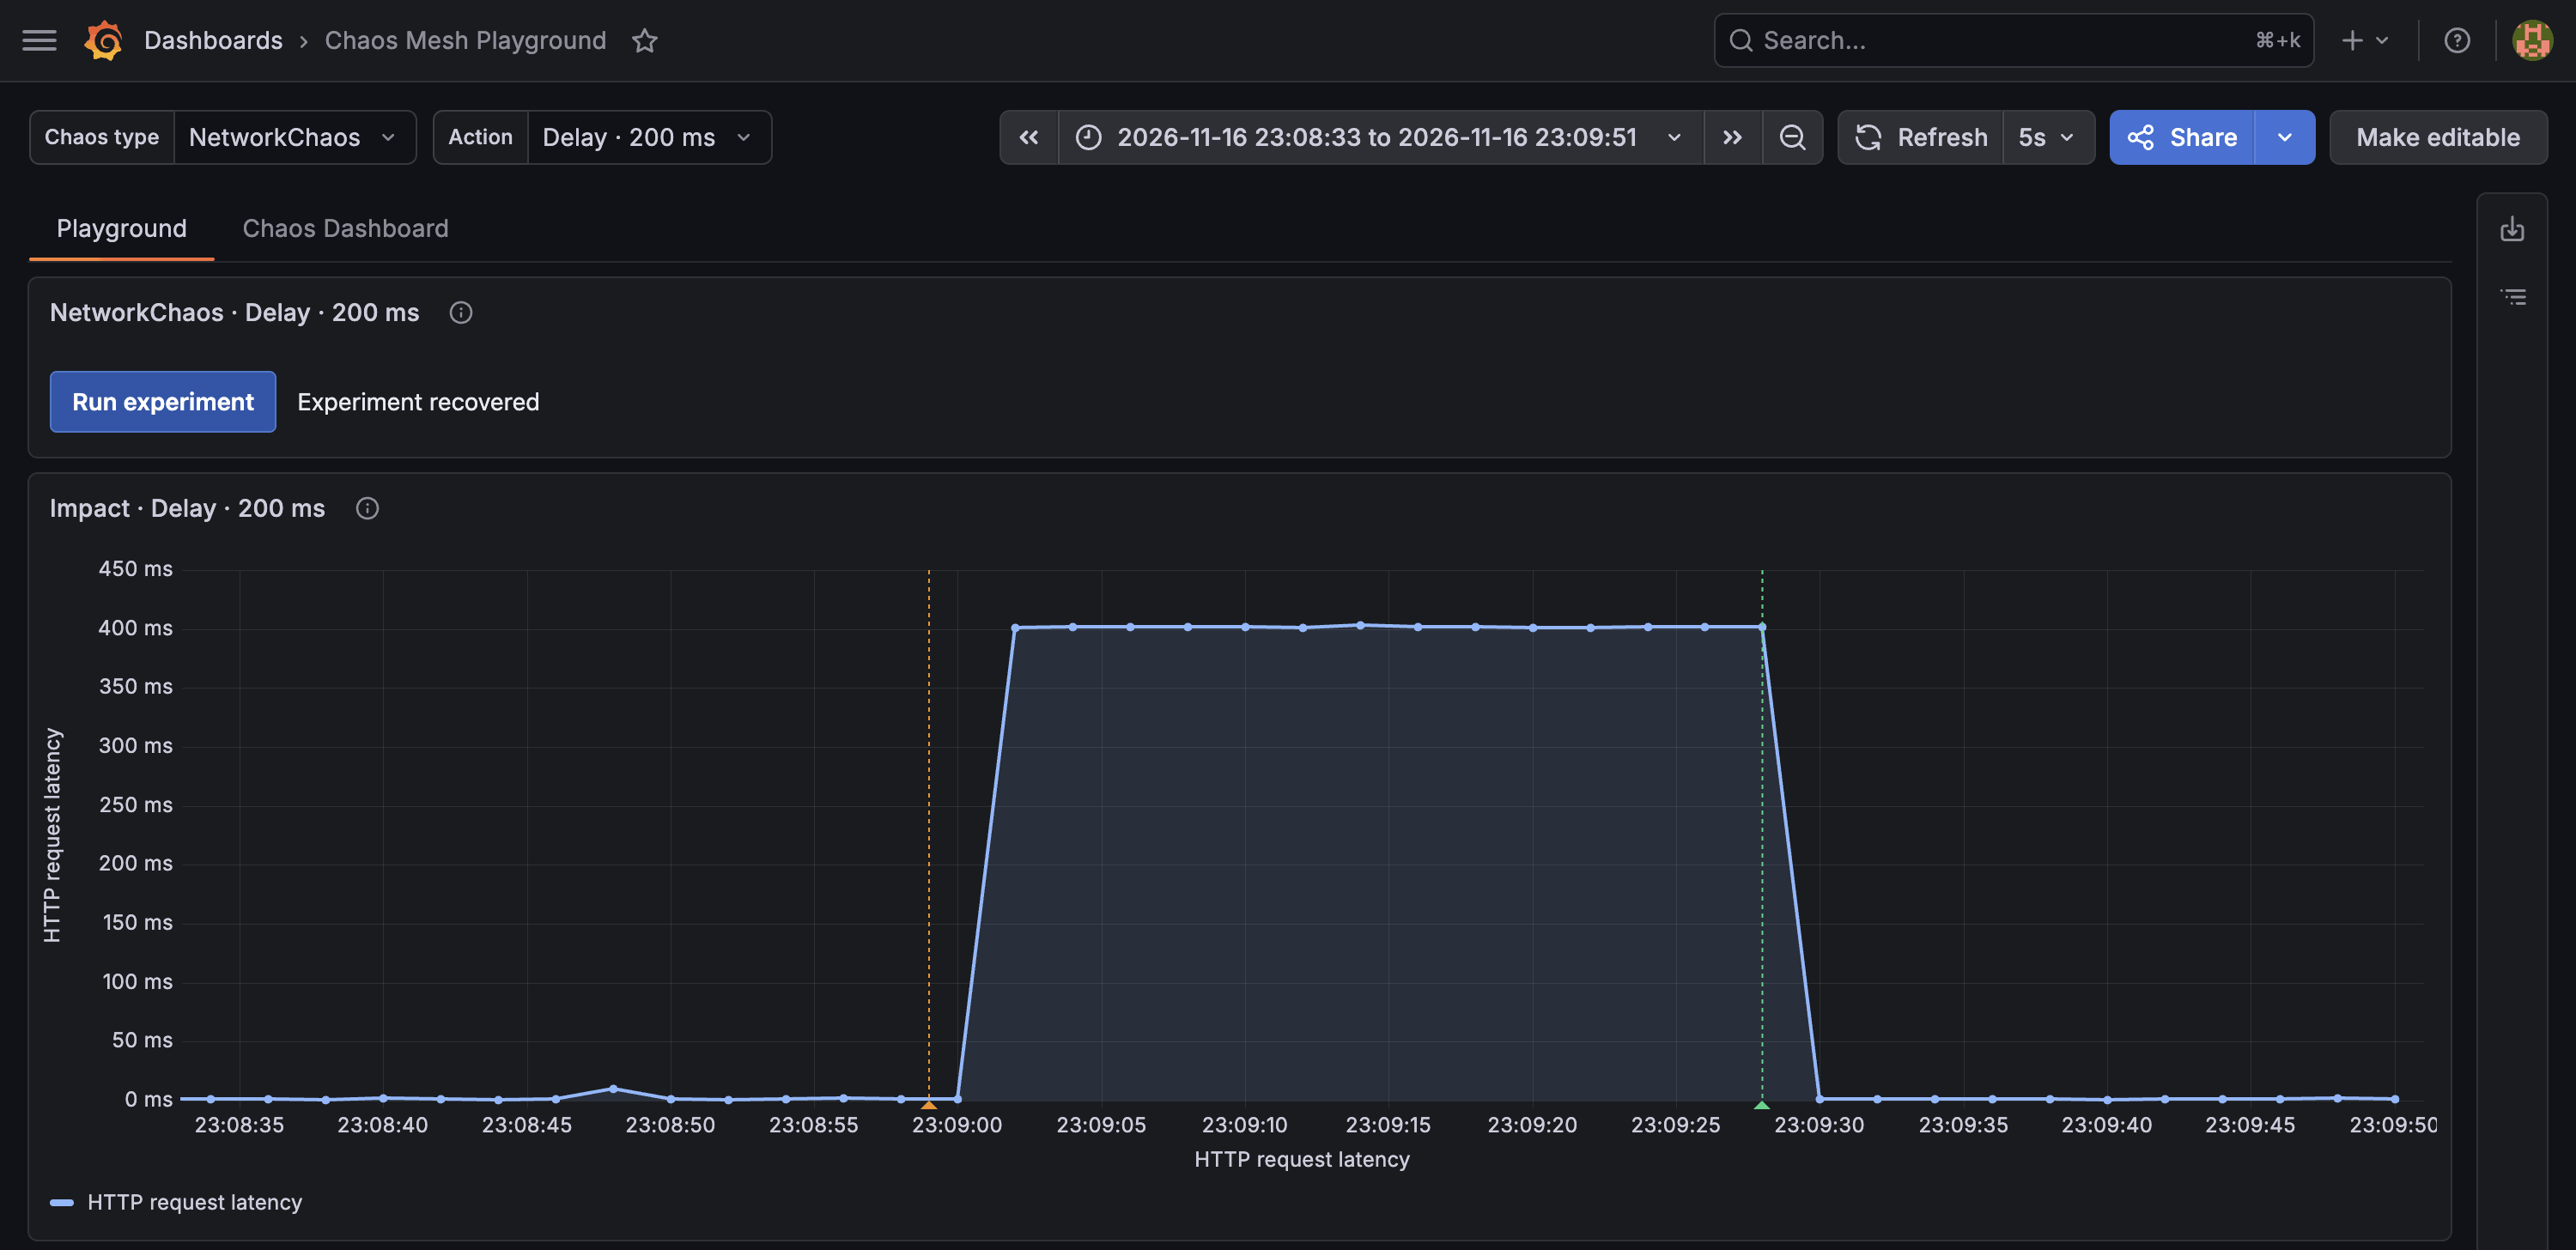 Dashboards › Chaos Mesh Playground
Search... ⌘+k
Chaos type NetworkChaos
Action Delay · 200 ms
2026-11-16 23:08:33 to 2026-11-16 23:09:51
Refresh 5s
Share
Make editable
Playground
Chaos Dashboard
NetworkChaos · Delay · 200 ms
Run experiment
Experiment recovered
Impact · Delay · 200 ms
450 ms
400 ms
350 ms
300 ms
250 ms
200 ms
150 ms
100 ms
50 ms
0 ms
HTTP request latency
23:08:35 23:08:40 23:08:45 23:08:50 23:08:55 23:09:00 23:09:05 23:09:10 23:09:15 23:09:20 23:09:25 23:09:30 23:09:35 23:09:40 23:09:45 23:09:50
HTTP request latency
HTTP request latency